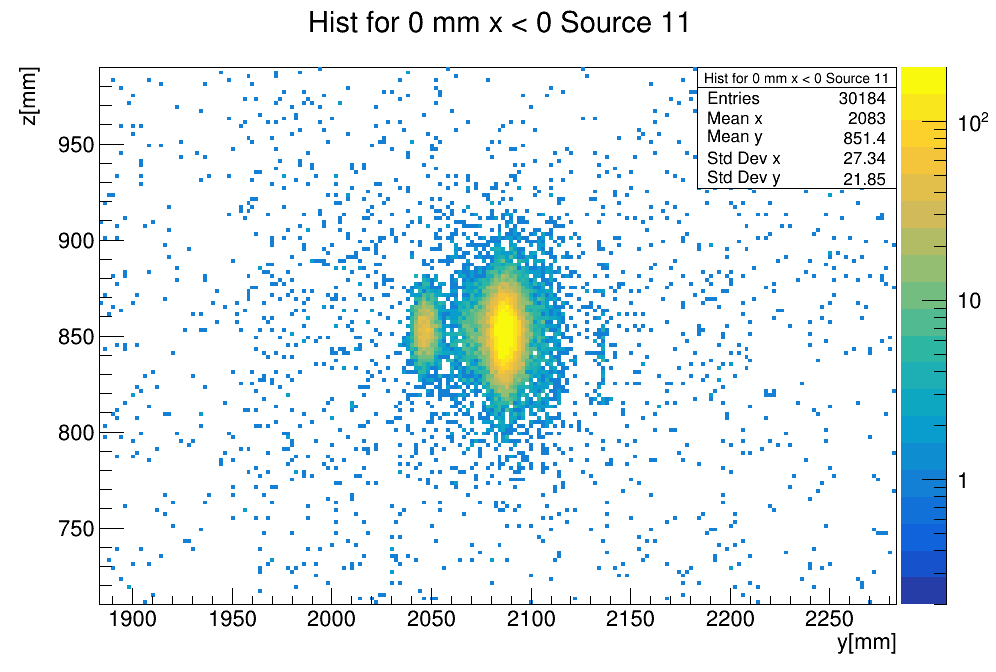 Hist for 0 mm x < 0 Source 11
z[mm]
Hist for 0 mm x < 0 Source 11
Entries 30184
Mean x 2083
Mean y 851.4
Std Dev x 27.34
Std Dev y 21.85
950
900
850
800
750
10²
10
1
1900 1950 2000 2050 2100 2150 2200 2250
y[mm]